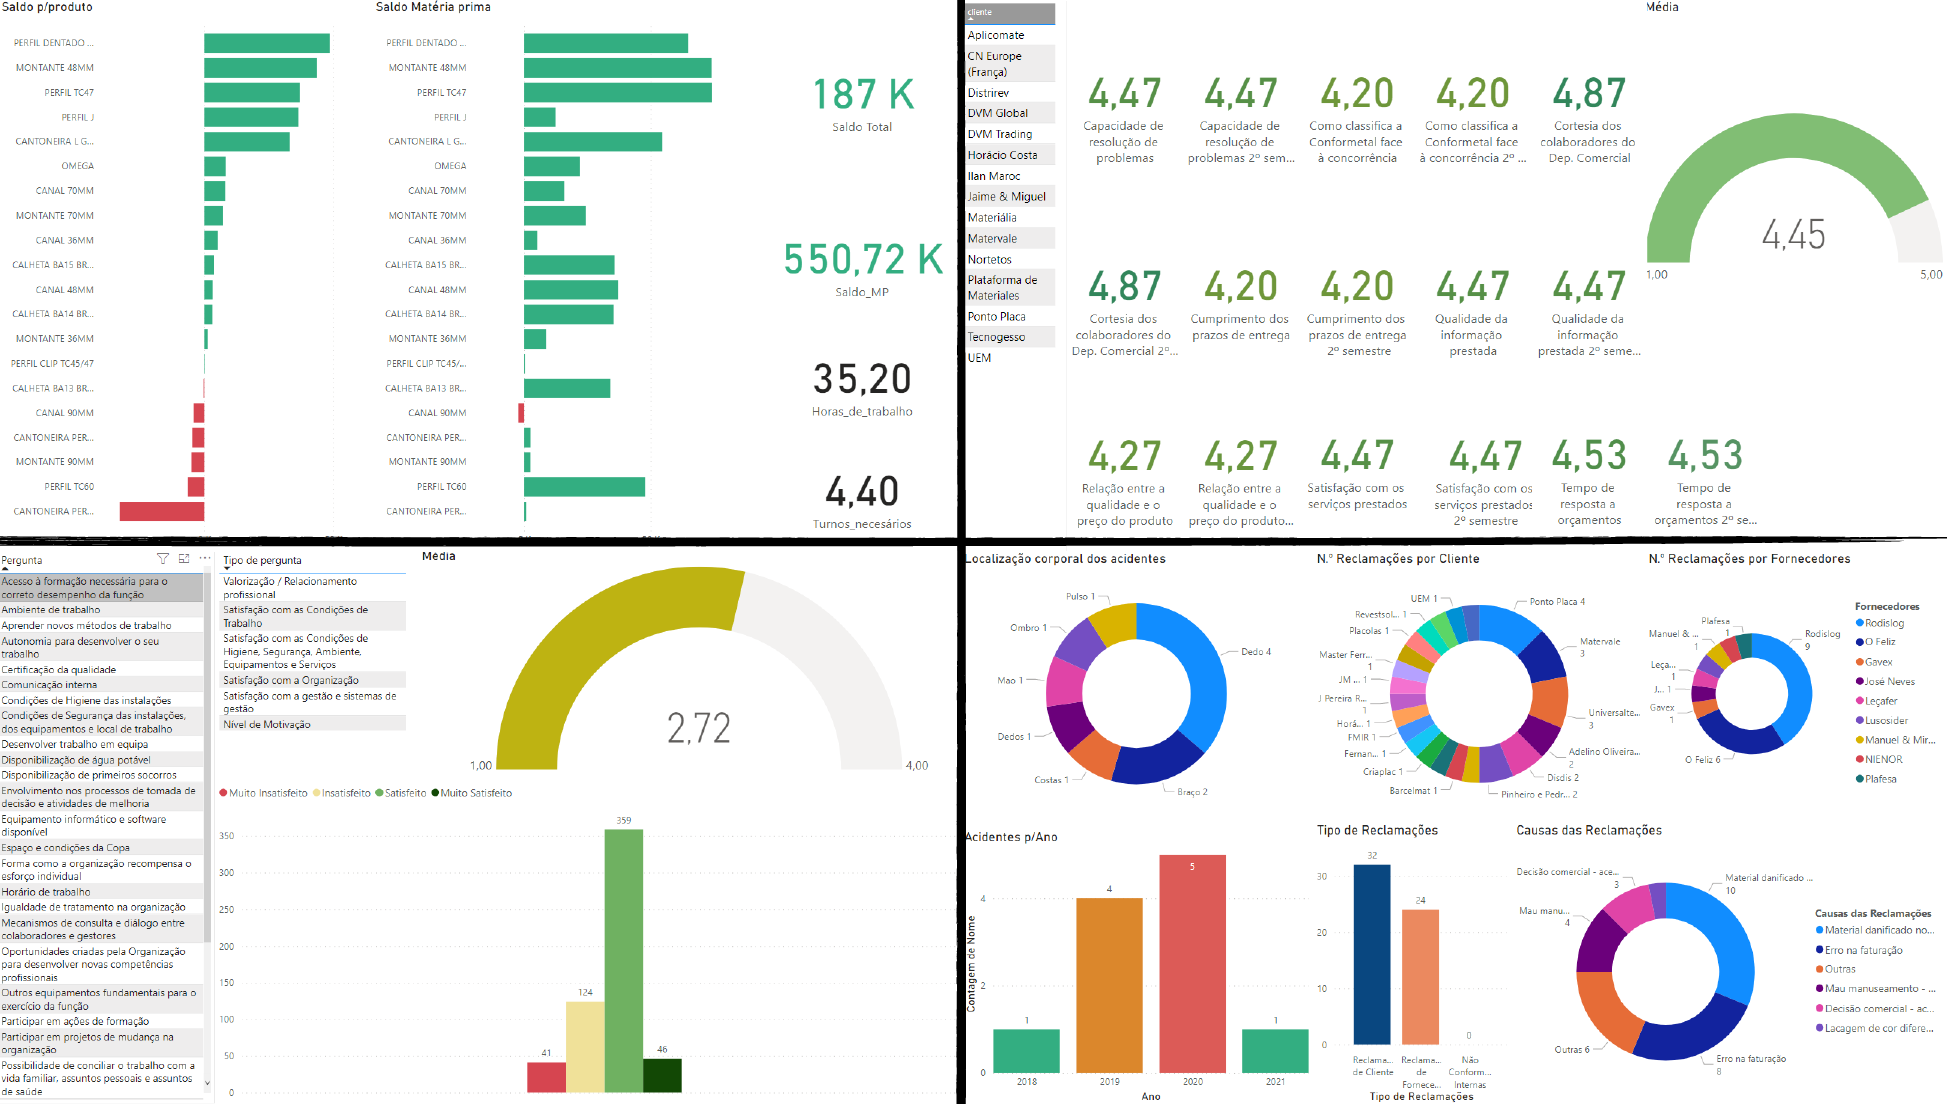 Saldo p/produto
PERFIL DENTADO ...
MONTANTE 48MM
PERFIL TC47
PERFIL J
CANTONEIRA L G...
OMEGA
CANAL 70MM
MONTANTE 70MM
CANAL 36MM
CALHETA BA15 BR...
CANAL 48MM
CALHETA BA14 BR...
MONTANTE 36MM
PERFIL CLIP TC45/47
CALHETA BA13 BR...
CANAL 90MM
CANTONEIRA PER...
MONTANTE 90MM
PERFIL TC60
CANTONEIRA PER...
Saldo Matéria prima
PERFIL DENTADO ...
MONTANTE 48MM
PERFIL TC47
PERFIL J
CANTONEIRA L G...
OMEGA
CANAL 70MM
MONTANTE 70MM
CANAL 36MM
CALHETA BA15 BR...
CANAL 48MM
CALHETA BA14 BR...
MONTANTE 36MM
PERFIL CLIP TC45/...
CALHETA BA13 BR...
CANAL 90MM
CANTONEIRA PER...
MONTANTE 90MM
PERFIL TC60
CANTONEIRA PER...
187 K
Saldo Total
550,72 K
Saldo_MP
35,20
Horas_de_trabalho
4,40
Turnos_necesários
cliente
Aplicomate
CN Europe
(França)
Distrirev
DVM Global
DVM Trading
Horácio Costa
Ilan Maroc
Jaime & Miguel
Materiália
Matervale
Nortetos
Plataforma de
Materiales
Ponto Placa
Tecnogesso
UEM
4,47
Capacidade de
resolução de
problemas
4,47
Capacidade de
resolução de
problemas 2º sem...
4,20
Como classifica a
Conformetal face
à concorrência
4,20
Como classifica a
Conformetal face
à concorrência 2º ...
4,87
Cortesia dos
colaboradores do
Dep. Comercial
4,87
Cortesia dos
colaboradores do
Dep. Comercial 2º...
4,20
Cumprimento dos
prazos de entrega
4,20
Cumprimento dos
prazos de entrega
2º semestre
4,47
Qualidade da
informação
prestada
4,47
Qualidade da
informação
prestada 2º seme...
4,27
Relação entre a
qualidade e o
preço do produto
4,27
Relação entre a
qualidade e o
preço do produto...
4,47
Satisfação com os
serviços prestados
4,47
Satisfação com os
serviços prestados
2º semestre
4,53
Tempo de
resposta a
orçamentos
4,53
Tempo de
resposta a
orçamentos 2º se...
Média
4,45
1,00
5,00
Pergunta
Acesso à formação necessária para o
correto desempenho da função
Ambiente de trabalho
Aprender novos métodos de trabalho
Autonomia para desenvolver o seu
trabalho
Certificação da qualidade
Comunicação interna
Condições de Higiene das instalações
Condições de Segurança das instalações,
dos equipamentos e local de trabalho
Desenvolver trabalho em equipa
Disponibilização de água potável
Disponibilização de primeiros socorros
Envolvimento nos processos de tomada de
decisão e atividades de melhoria
Equipamento informático e software
disponível
Espaço e condições da Copa
Forma como a organização recompensa o
esforço individual
Horário de trabalho
Igualdade de tratamento na organização
Mecanismos de consulta e diálogo entre
colaboradores e gestores
Oportunidades criadas pela Organização
para desenvolver novas competências
profissionais
Outros equipamentos fundamentais para o
exercício da função
Participar em ações de formação
Participar em projetos de mudança na
organização
Possibilidade de conciliar o trabalho com a
vida familiar, assuntos pessoais e assuntos
de saúde
Tipo de pergunta
Valorização / Relacionamento
profissional
Satisfação com as Condições de
Trabalho
Satisfação com as Condições de
Higiene, Segurança, Ambiente,
Equipamentos e Serviços
Satisfação com a Organização
Satisfação com a gestão e sistemas de
gestão
Nível de Motivação
Média
2,72
1,00
4,00
Muito Insatisfeito Insatisfeito Satisfeito Muito Satisfeito
350
300
250
200
150
100
50
0
41
124
359
46
Localização corporal dos acidentes
Pulso 1
Ombro 1
Mao 1
Dedos 1
Costas 1
Braço 2
Dedo 4
N.º Reclamações por Cliente
UEM 1
Revestsol... 1
Placolas 1
Master Ferr...
1
JM ... 1
J Pereira R...
1
Horá... 1
FMIR 1
Fernan... 1
Criaplac 1
Barcelmat 1
Pinheiro e Pedr... 2
Disdis 2
Adelino Oliveira...
2
Universalte...
3
Matervale
3
Ponto Placa 4
N.º Reclamações por Fornecedores
Plafesa
1
Manuel & ...
1
Leça...
1
J... 1
Gavex
1
O Feliz 6
Rodislog
9
Fornecedores
Rodislog
O Feliz
Gavex
José Neves
Leçafer
Lusosider
Manuel & Mir...
NIENOR
Plafesa
Acidentes p/Ano
Contagem de Nome
4
2
0
1
4
5
1
2018
2019
2020
2021
Ano
Tipo de Reclamações
30
20
10
0
32
24
0
Reclama...
de Cliente
Reclama...
de
Fornece...
Não
Conform...
Internas
Tipo de Reclamações
Causas das Reclamações
Decisão comercial - ace...
3
Mau manu...
4
Outras 6
Erro na faturação
8
Material danificado ...
10
Causas das Reclamações
Material danificado no...
Erro na faturação
Outras
Mau manuseamento - ...
Decisão comercial - ac...
Lacagem de cor difere...